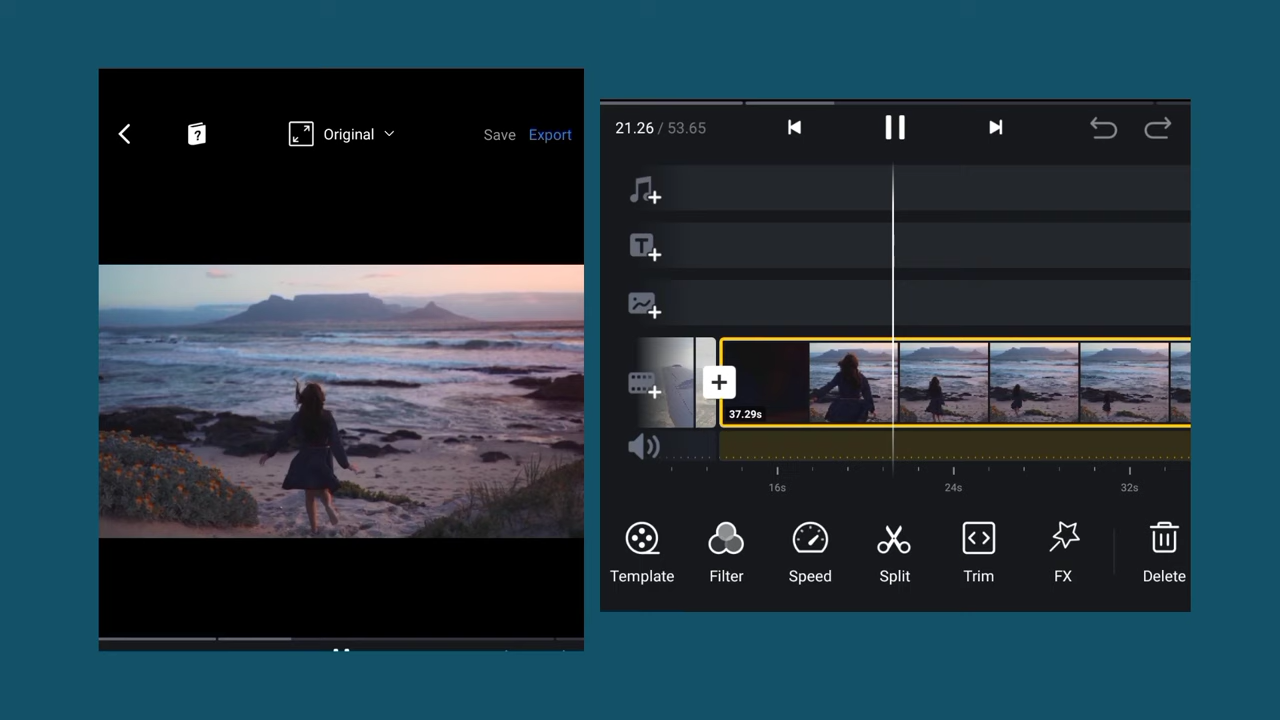 ?
Original
Save
Export
21.26 / 53.65
T
37.29s
16s
24s
32s
Template
Filter
Speed
Split
Trim
FX
Delete